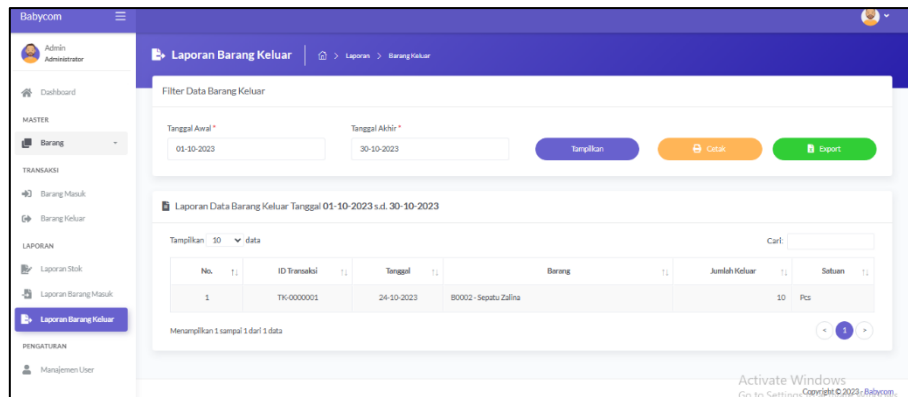 Babycom
Admin
Administrator
Dashboard
MASTER
Barang
TRANSAKSI
Barang Masuk
Barang Keluar
LAPORAN
Laporan Stok
Laporan Barang Masuk
Laporan Barang Keluar
PENGATURAN
Manajemen User
Laporan Barang Keluar
> Laporan > Barang Keluar
Filter Data Barang Keluar
Tanggal Awal * Tanggal Akhir *
01-10-2023 30-10-2023 Tampilkan Cetak Export
Laporan Data Barang Keluar Tanggal 01-10-2023 s.d. 30-10-2023
Tampilkan 10 data Cari:
No. ID Transaksi Tanggal Barang Jumlah Keluar Satuan
1 TK-0000001 24-10-2023 B0002 - Sepatu Zalina 10 Pcs
Menampilkan 1 sampai 1 dari 1 data < 1 >
Activate Windows
Go to Settings
Copyright © 2023 - Babycom